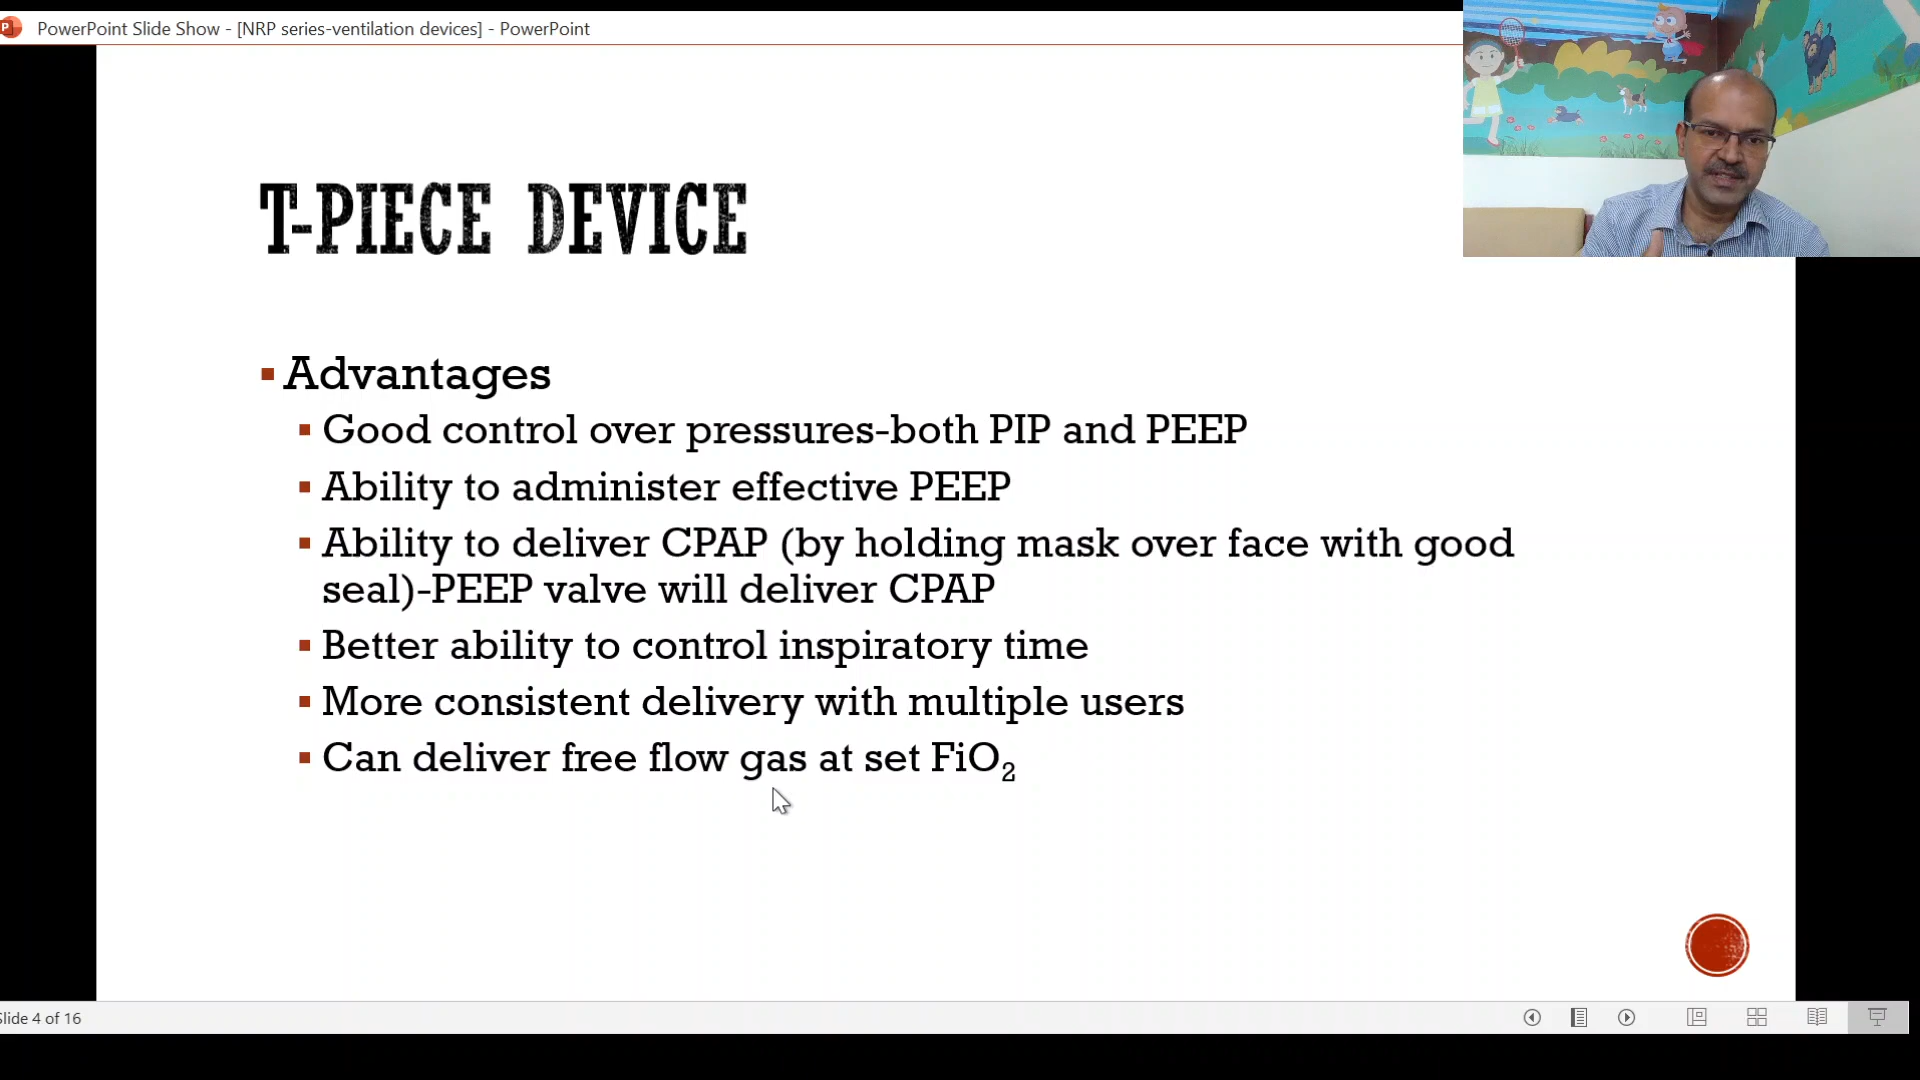 PowerPoint Slide Show - [NRP series-ventilation devices] - PowerPoint
T-PIECE DEVICE
Advantages
Good control over pressures-both PIP and PEEP
Ability to administer effective PEEP
Ability to deliver CPAP (by holding mask over face with good
seal)-PEEP valve will deliver CPAP
Better ability to control inspiratory time
More consistent delivery with multiple users
Can deliver free flow gas at set FiO₂
Slide 4 of 16